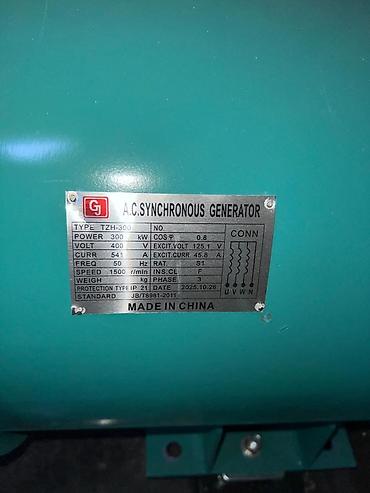 GJ A.C.SYNCHRONOUS GENERATOR
TYPE TZH-300 NO.
POWER 300 kW COSφ 0.8 CONN
VOLT 400 V EXCIT.VOLT 125.1 V
CURR 541 A EXCIT.CURR 45.8 A
FREQ 50 Hz RAT. S1
SPEED 1500 r/min INS.CL F
WEIGH kg PHASE 3
PROTECTION TYPE IP 21 DATE 2025.10.26 U V W N
STANDARD JB/T8981-2011
MADE IN CHINA